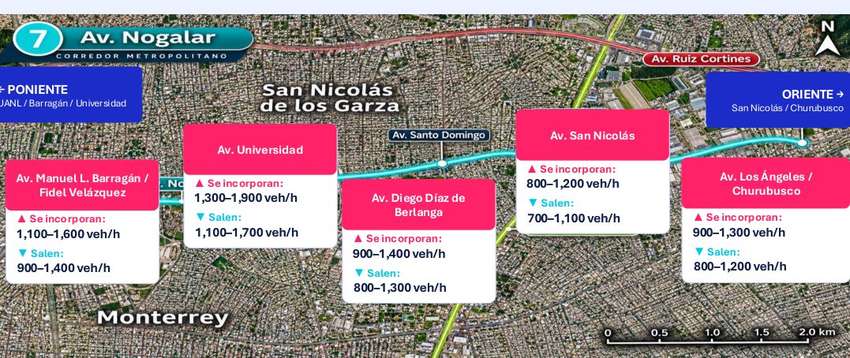 7 Av. Nogalar
CORREDOR METROPOLITANO
N
Av. Ruiz Cortines
← PONIENTE
UANL / Barragán / Universidad
San Nicolás
de los Garza
ORIENTE →
San Nicolás / Churubusco
Av. Santo Domingo
Av. Manuel L. Barragán /
Fidel Velázquez
▲ Se incorporan:
1,100–1,600 veh/h
▼ Salen:
900–1,400 veh/h
Av. Universidad
▲ Se incorporan:
1,300–1,900 veh/h
▼ Salen:
1,100–1,700 veh/h
Av. Diego Díaz de
Berlanga
▲ Se incorporan:
900–1,400 veh/h
▼ Salen:
800–1,300 veh/h
Av. San Nicolás
▲ Se incorporan:
800–1,200 veh/h
▼ Salen:
700–1,100 veh/h
Av. Los Ángeles /
Churubusco
▲ Se incorporan:
900–1,300 veh/h
▼ Salen:
800–1,200 veh/h
Monterrey
0 0.5 1.0 1.5 2.0 km